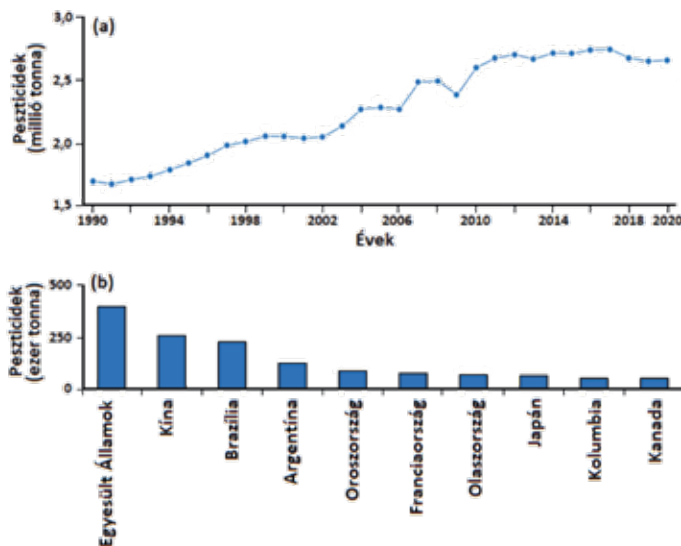 (a)
Peszticidek
(millió tonna)
3,0
2,5
2,0
1,5
1990 1994 1998 2002 2006 2010 2014 2018 2020
Évek
(b)
Peszticidek
(ezer tonna)
500
250
0
Egyesült Államok
Kína
Brazília
Argentína
Oroszország
Franciaország
Olaszország
Japán
Kolumbia
Kanada